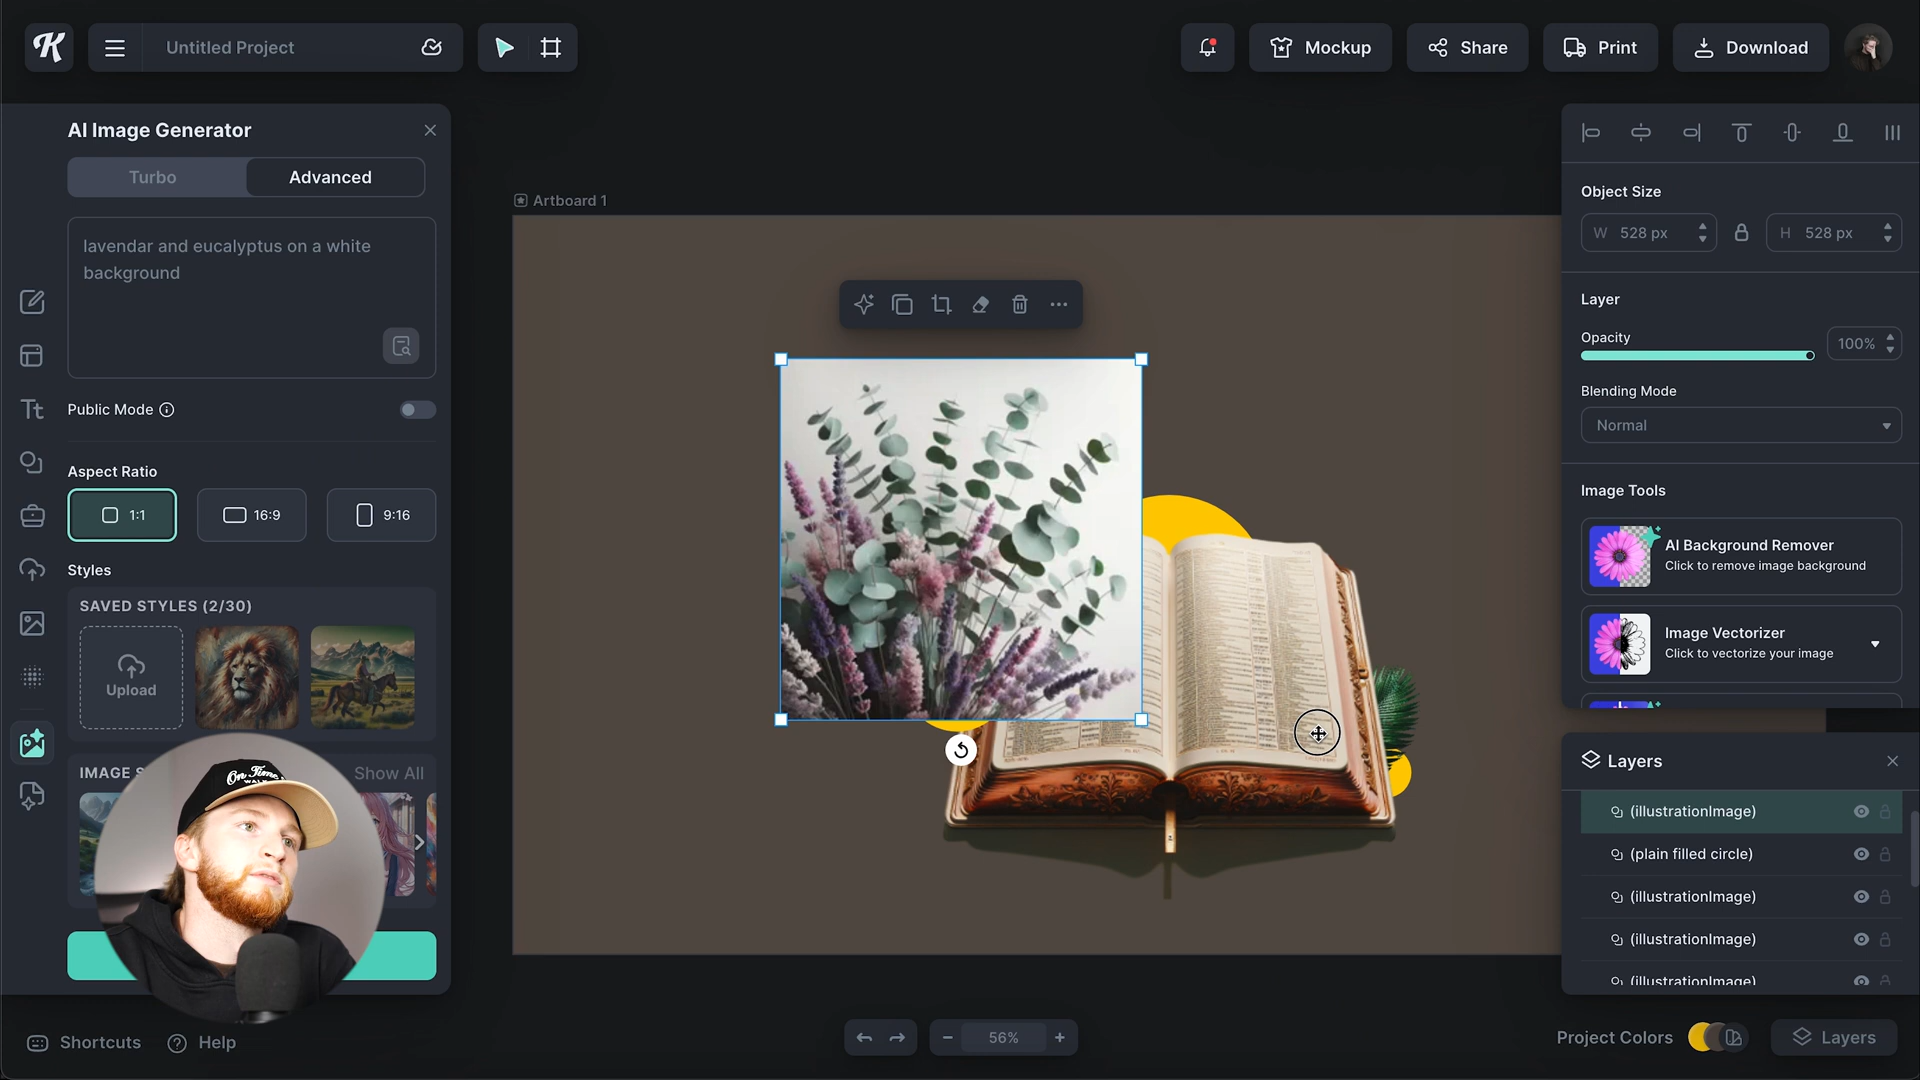 K
Untitled Project
Mockup
Share
Print
Download
AI Image Generator
Turbo
Advanced
lavendar and eucalyptus on a white
background
Public Mode
Aspect Ratio
1:1
16:9
9:16
Styles
SAVED STYLES (2/30)
Upload
IMAGE S
Show All
On Time
Shortcuts
Help
Artboard 1
56%
Object Size
W 528 px
H 528 px
Layer
Opacity
100%
Blending Mode
Normal
Image Tools
AI Background Remover
Click to remove image background
Image Vectorizer
Click to vectorize your image
Layers
(illustrationImage)
(plain filled circle)
(illustrationImage)
(illustrationImage)
(illustrationImage)
Project Colors
Layers